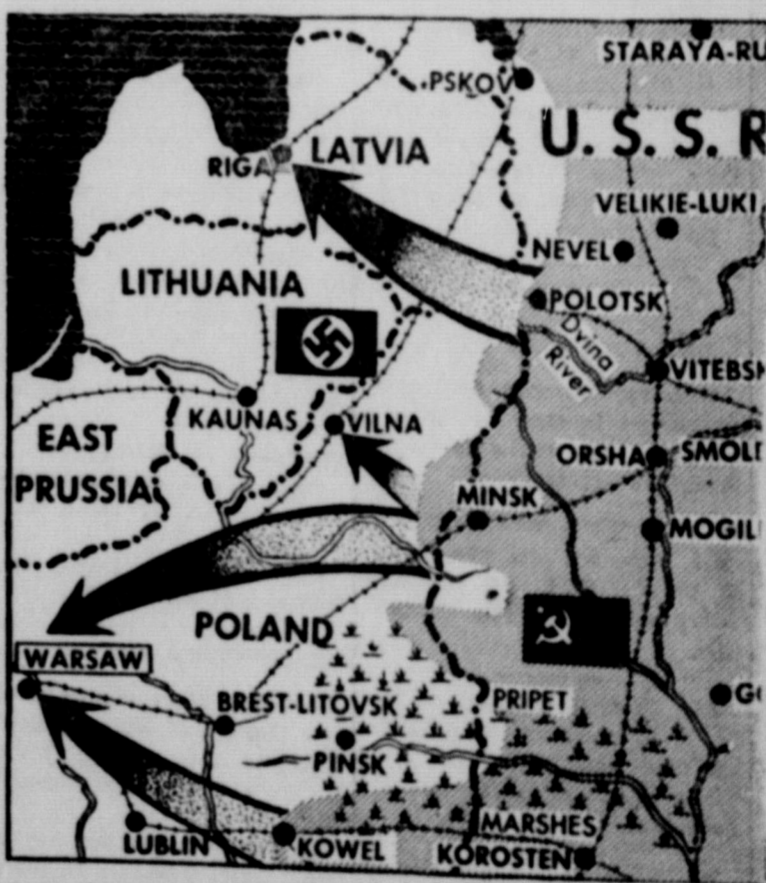 STARAYA-RU
PSKOV
U. S. S. R
RIGA
LATVIA
VELIKIE-LUKI
NEVEL
LITHUANIA
POLOTSK
Dvina
River
VITEBSK
KAUNAS
VILNA
EAST
PRUSSIA
ORSHA
SMOLE
MINSK
MOGIL
POLAND
WARSAW
BREST-LITOVSK
PRIPET
G
PINSK
MARSHES
LUBLIN
KOWEL
KOROSTEN